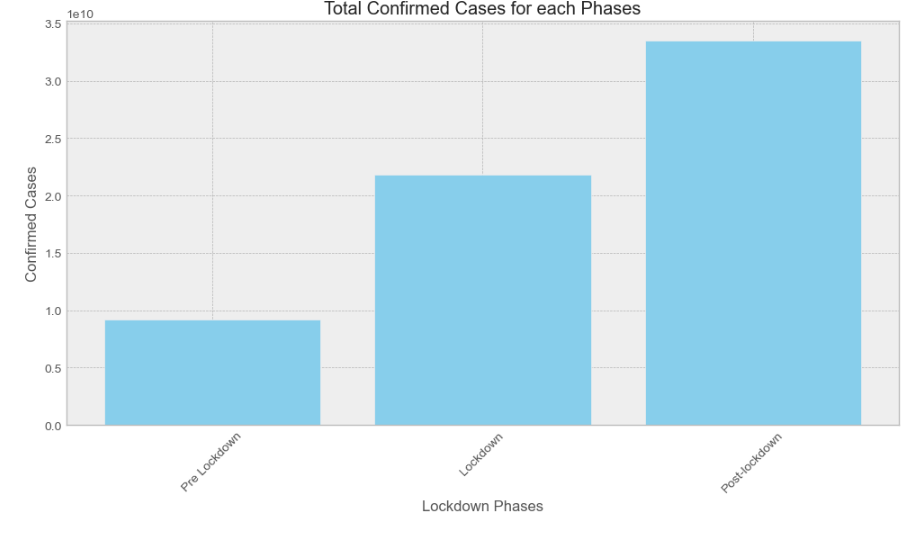 Total Confirmed Cases for each Phases
1e10
3.5
3.0
2.5
2.0
1.5
1.0
0.5
0.0
Confirmed Cases
Pre Lockdown
Lockdown
Post-lockdown
Lockdown Phases